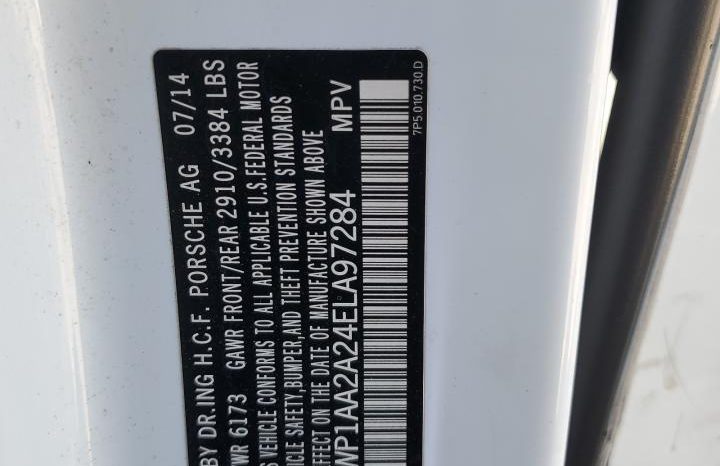 BY DR.ING H.C.F. PORSCHE AG 07/14
WR 6173 GAWR FRONT/REAR 2910/3384 LBS
S VEHICLE CONFORMS TO ALL APPLICABLE U.S.FEDERAL MOTOR
ICLE SAFETY,BUMPER,AND THEFT PREVENTION STANDARDS
EFFECT ON THE DATE OF MANUFACTURE SHOWN ABOVE
WP1AA2A24ELA97284 MPV
7P5.010.730.D